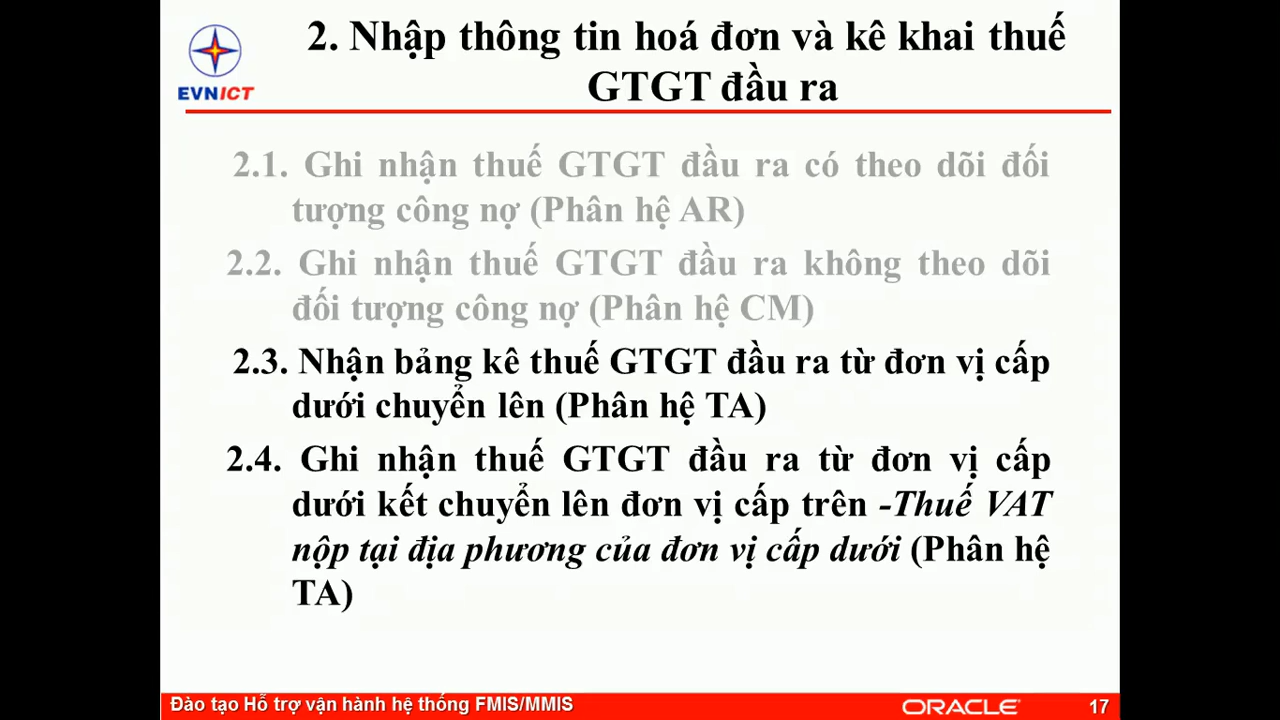 2. Nhập thông tin hoá đơn và kê khai thuế
GTGT đầu ra
EVNICT
2.1. Ghi nhận thuế GTGT đầu ra có theo dõi đối
tượng công nợ (Phân hệ AR)
2.2. Ghi nhận thuế GTGT đầu ra không theo dõi
đối tượng công nợ (Phân hệ CM)
2.3. Nhận bảng kê thuế GTGT đầu ra từ đơn vị cấp
dưới chuyển lên (Phân hệ TA)
2.4. Ghi nhận thuế GTGT đầu ra từ đơn vị cấp
dưới kết chuyển lên đơn vị cấp trên -Thuế VAT
nộp tại địa phương của đơn vị cấp dưới (Phân hệ
TA)
Đào tạo Hỗ trợ vận hành hệ thống FMIS/MMIS
ORACLE
17